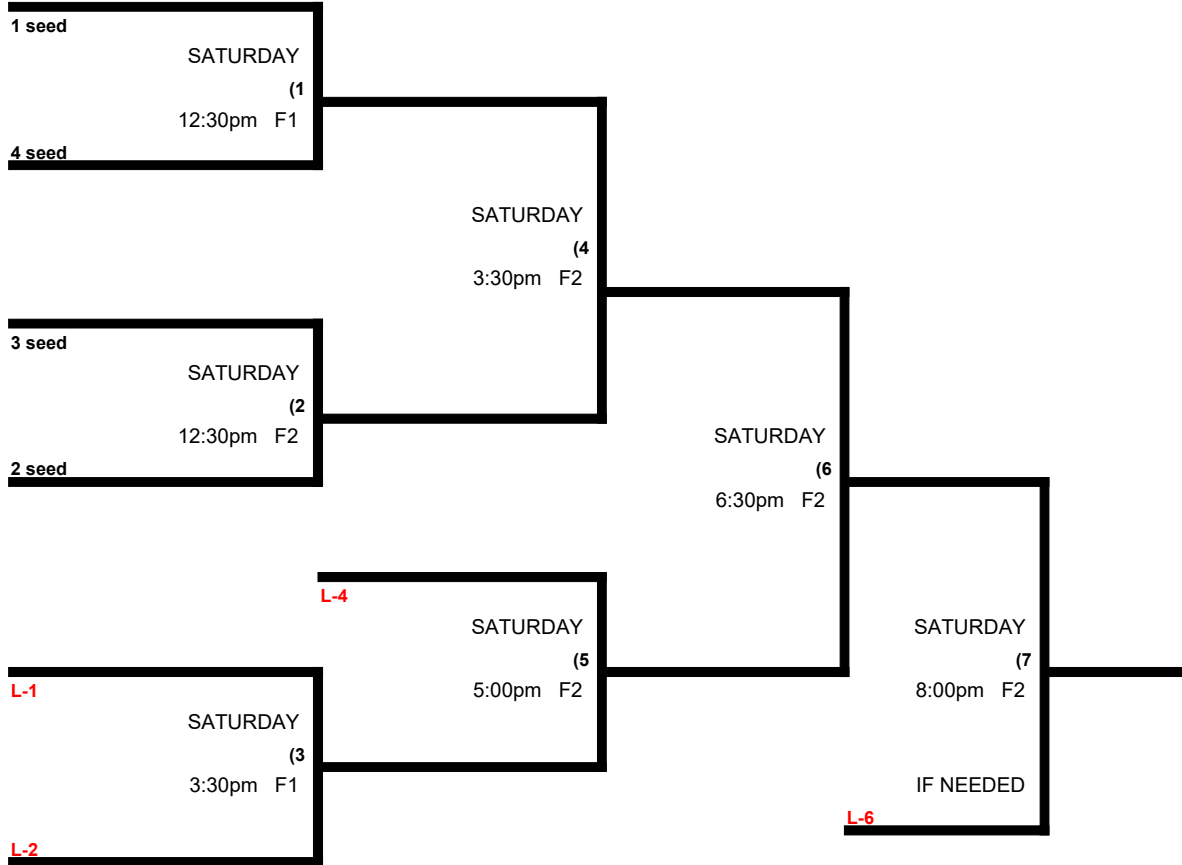 1 seed
SATURDAY
(1
12:30pm F1
4 seed
SATURDAY
(4
3:30pm F2
3 seed
SATURDAY
(2
12:30pm F2
2 seed
SATURDAY
(6
6:30pm F2
L-4
SATURDAY
(5
5:00pm F2
SATURDAY
(7
8:00pm F2
L-1
SATURDAY
(3
3:30pm F1
IF NEEDED
L-6
L-2